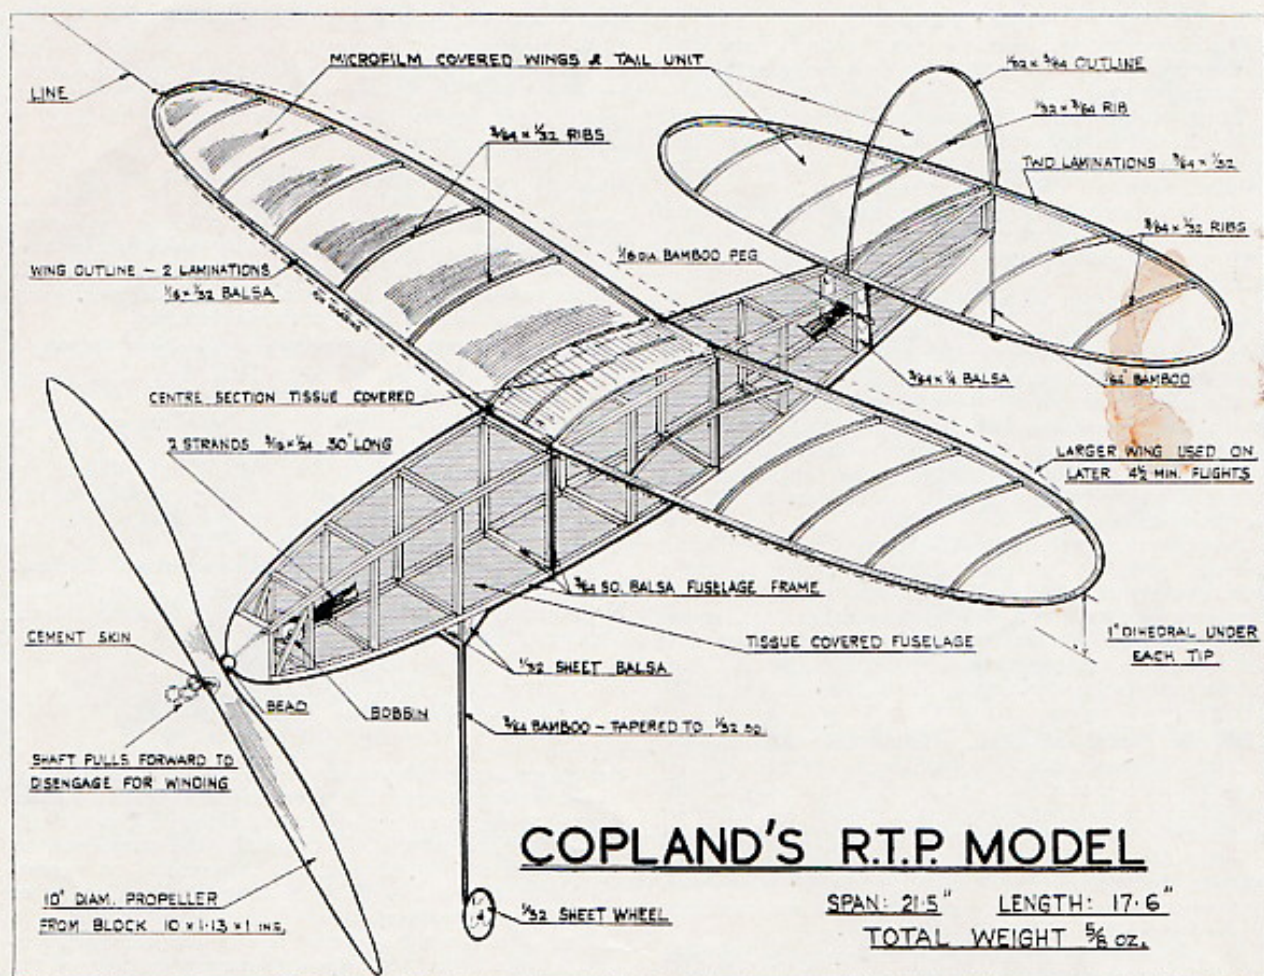 MICROFILM COVERED WINGS & TAIL UNIT
1/32 x 3/64 OUTLINE
LINE
1/32 x 3/64 RIB
3/64 x 1/32 RIBS
TWO LAMINATIONS 3/64 x 1/32
3/64 x 1/32 RIBS
1/16 DIA BAMBOO PEG
WING OUTLINE - 2 LAMINATIONS
1/16 x 1/32 BALSA
3/64 x 1/4 BALSA
BAMBOO
CENTRE SECTION TISSUE COVERED
2 STRANDS 3/16 x 1/24 30" LONG
LARGER WING USED ON
LATER 4½ MIN. FLIGHTS
3/64 SQ. BALSA FUSELAGE FRAME
CEMENT SKIN
TISSUE COVERED FUSELAGE
1" DIHEDRAL UNDER
EACH TIP
1/32 SHEET BALSA
BEAD
BOBBIN
3/64 BAMBOO - TAPERED TO 1/32 SQ.
SHAFT PULLS FORWARD TO
DISENGAGE FOR WINDING
COPLAND'S R.T.P. MODEL
10" DIAM. PROPELLER
FROM BLOCK 10 x 1·13 x 1 INS.
1/32 SHEET WHEEL
SPAN: 21·5" LENGTH: 17·6"
TOTAL WEIGHT 5/8 OZ.